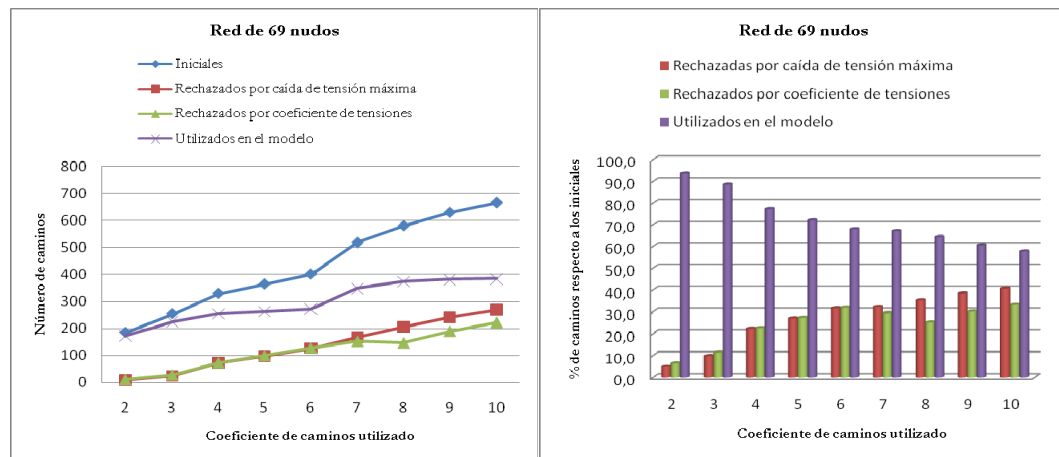 Red de 69 nudos
Iniciales
Rechazados por caída de tensión máxima
Rechazados por coeficiente de tensiones
Utilizados en el modelo
Número de caminos
800
700
600
500
400
300
200
100
0
2 3 4 5 6 7 8 9 10
Coeficiente de caminos utilizado
Red de 69 nudos
Rechazadas por caída de tensión máxima
Rechazados por coeficiente de tensiones
Utilizados en el modelo
% de caminos respecto a los iniciales
100,0
90,0
80,0
70,0
60,0
50,0
40,0
30,0
20,0
10,0
0,0
2 3 4 5 6 7 8 9 10
Coeficiente de caminos utilizado